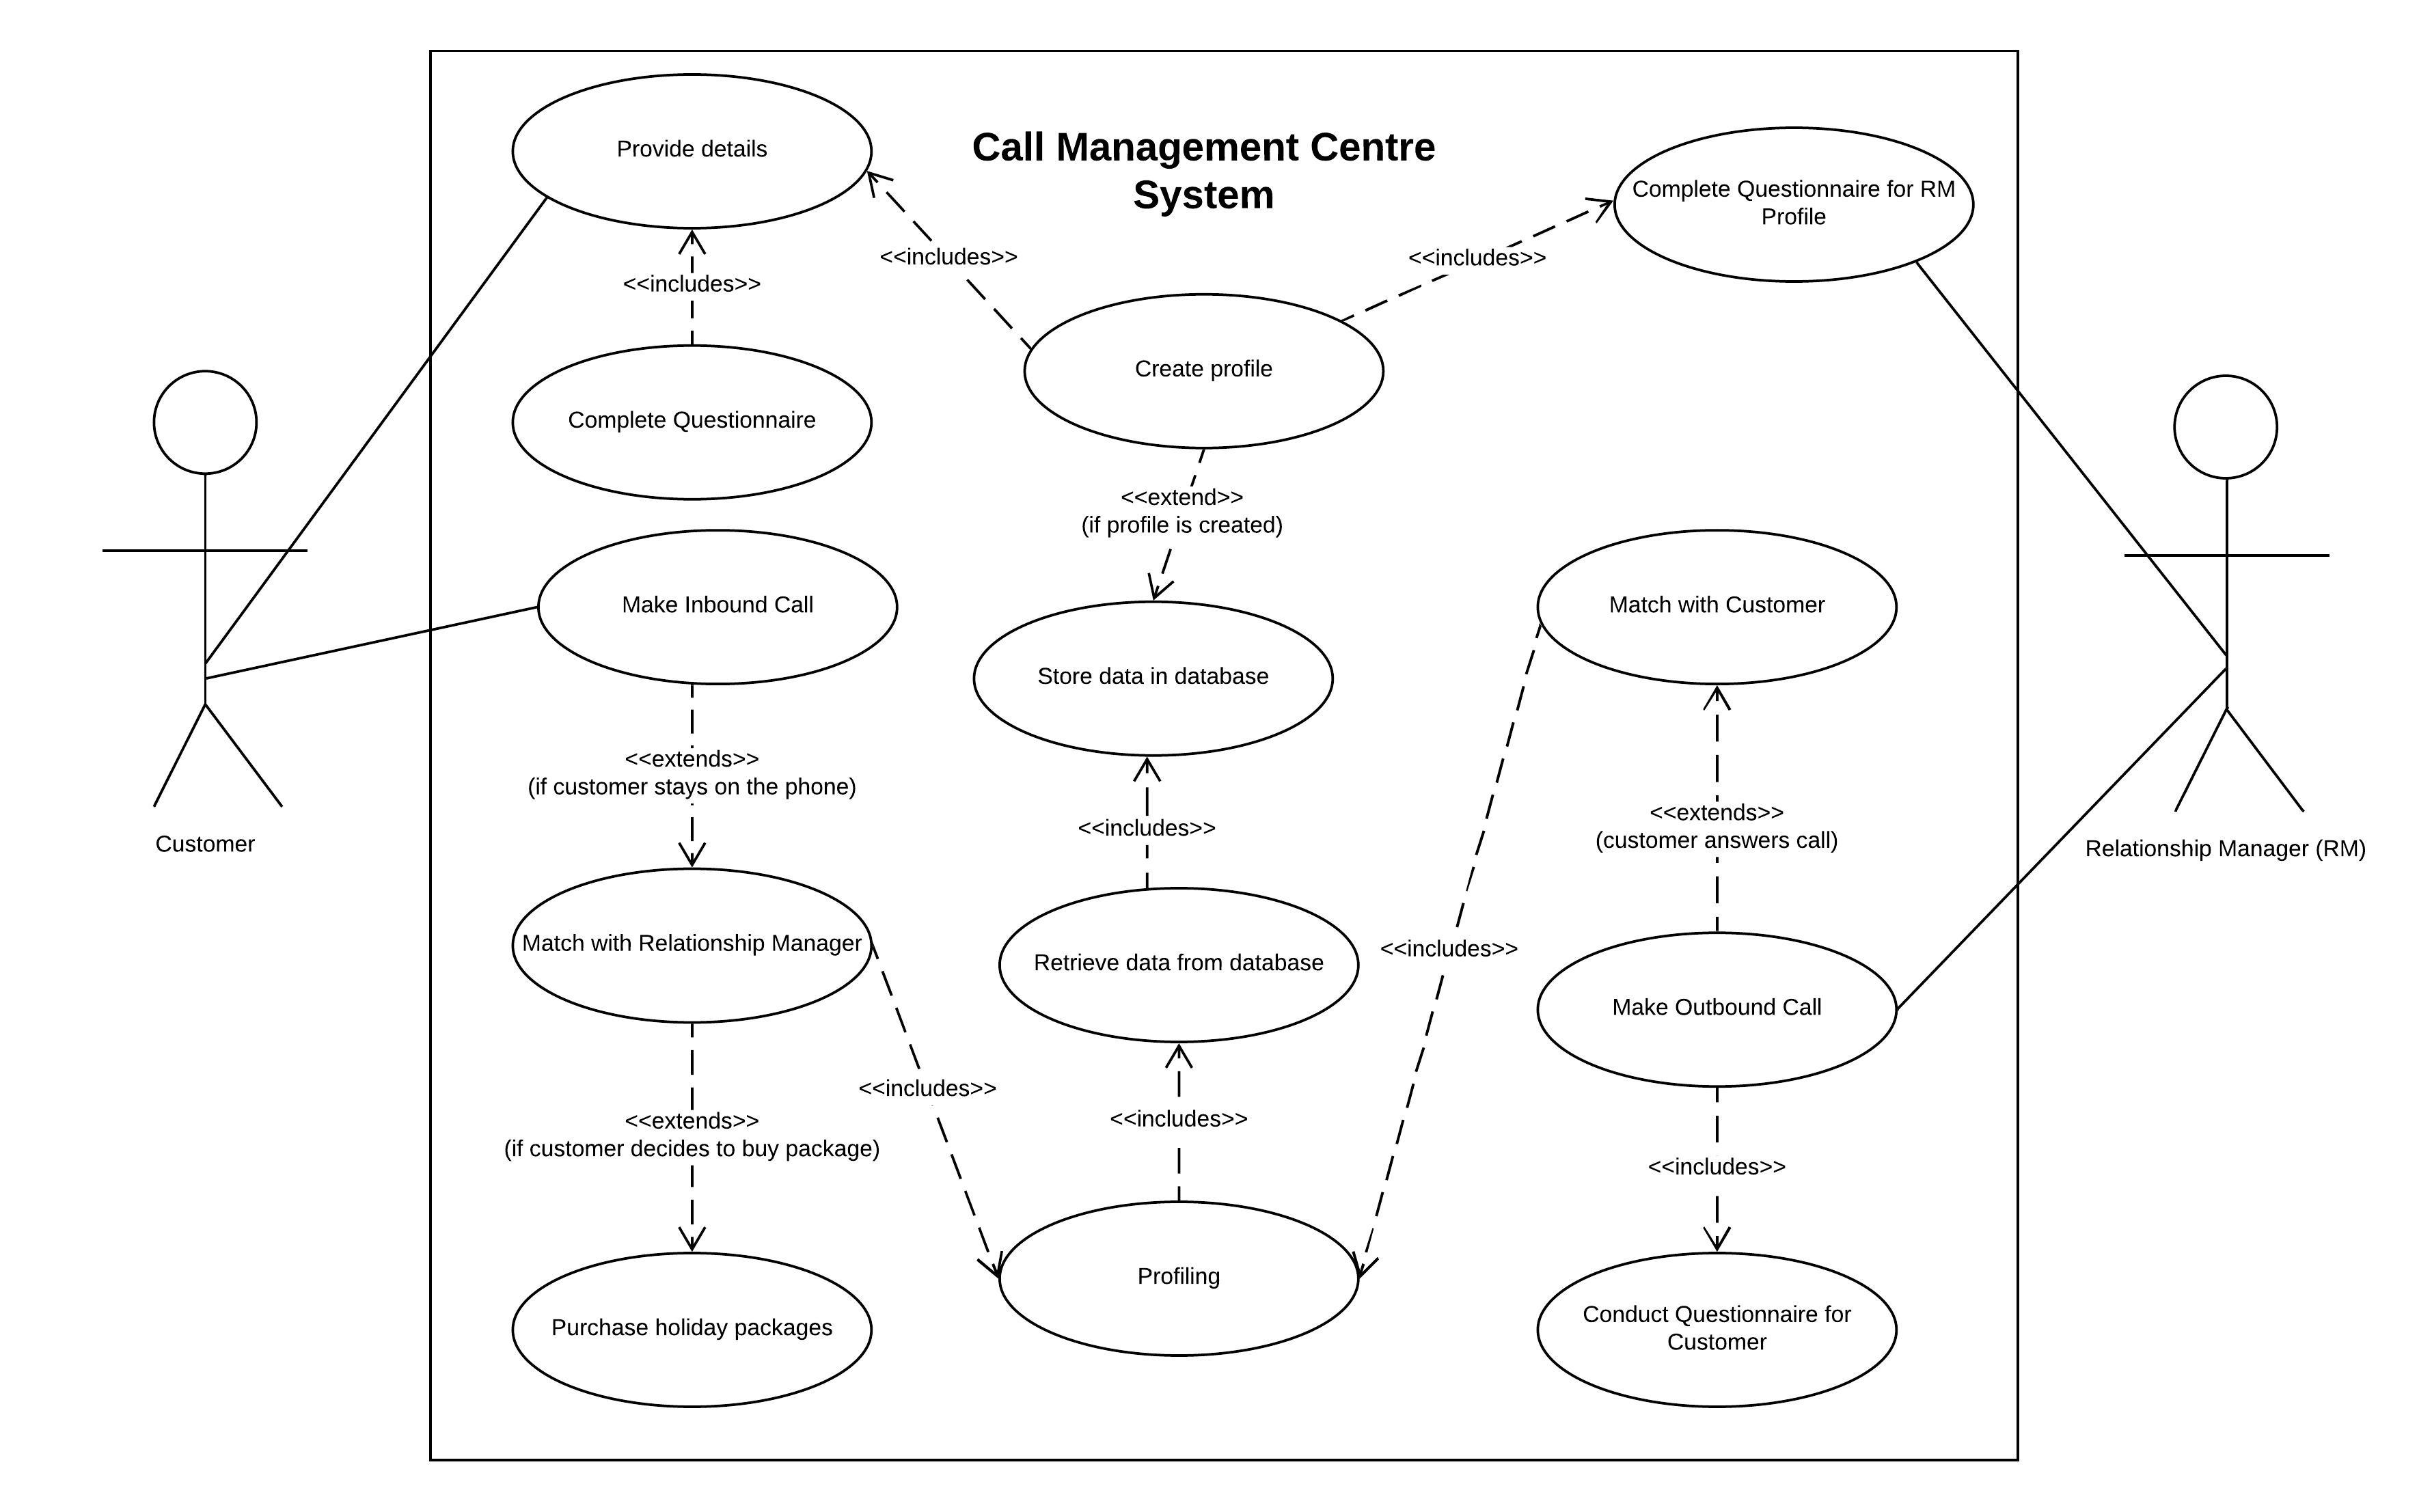 Provide details
Call Management Centre
System
Complete Questionnaire for RM
Profile
<<includes>>
<<includes>>
<<includes>>
Create profile
Complete Questionnaire
<<extend>>
(if profile is created)
Make Inbound Call
Match with Customer
Store data in database
<<extends>>
(if customer stays on the phone)
<<includes>>
<<extends>>
(customer answers call)
Customer
Relationship Manager (RM)
Match with Relationship Manager
Retrieve data from database
<<includes>>
Make Outbound Call
<<includes>>
<<extends>>
(if customer decides to buy package)
<<includes>>
<<includes>>
Profiling
Purchase holiday packages
Conduct Questionnaire for
Customer